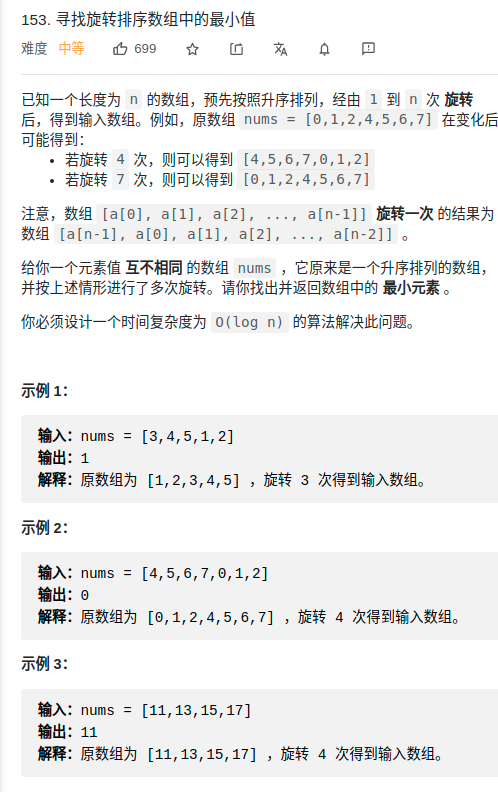 153. 寻找旋转排序数组中的最小值
难度 中等 699
已知一个长度为 n 的数组，预先按照升序排列，经由 1 到 n 次 旋转
后，得到输入数组。例如，原数组 nums = [0,1,2,4,5,6,7] 在变化后
可能得到：
• 若旋转 4 次，则可以得到 [4,5,6,7,0,1,2]
• 若旋转 7 次，则可以得到 [0,1,2,4,5,6,7]
注意，数组 [a[0], a[1], a[2], ..., a[n-1]] 旋转一次 的结果为
数组 [a[n-1], a[0], a[1], a[2], ..., a[n-2]] 。
给你一个元素值 互不相同 的数组 nums ，它原来是一个升序排列的数组，
并按上述情形进行了多次旋转。请你找出并返回数组中的 最小元素 。
你必须设计一个时间复杂度为 O(log n) 的算法解决此问题。
示例 1：
输入：nums = [3,4,5,1,2]
输出：1
解释：原数组为 [1,2,3,4,5] ，旋转 3 次得到输入数组。
示例 2：
输入：nums = [4,5,6,7,0,1,2]
输出：0
解释：原数组为 [0,1,2,4,5,6,7] ，旋转 4 次得到输入数组。
示例 3：
输入：nums = [11,13,15,17]
输出：11
解释：原数组为 [11,13,15,17] ，旋转 4 次得到输入数组。